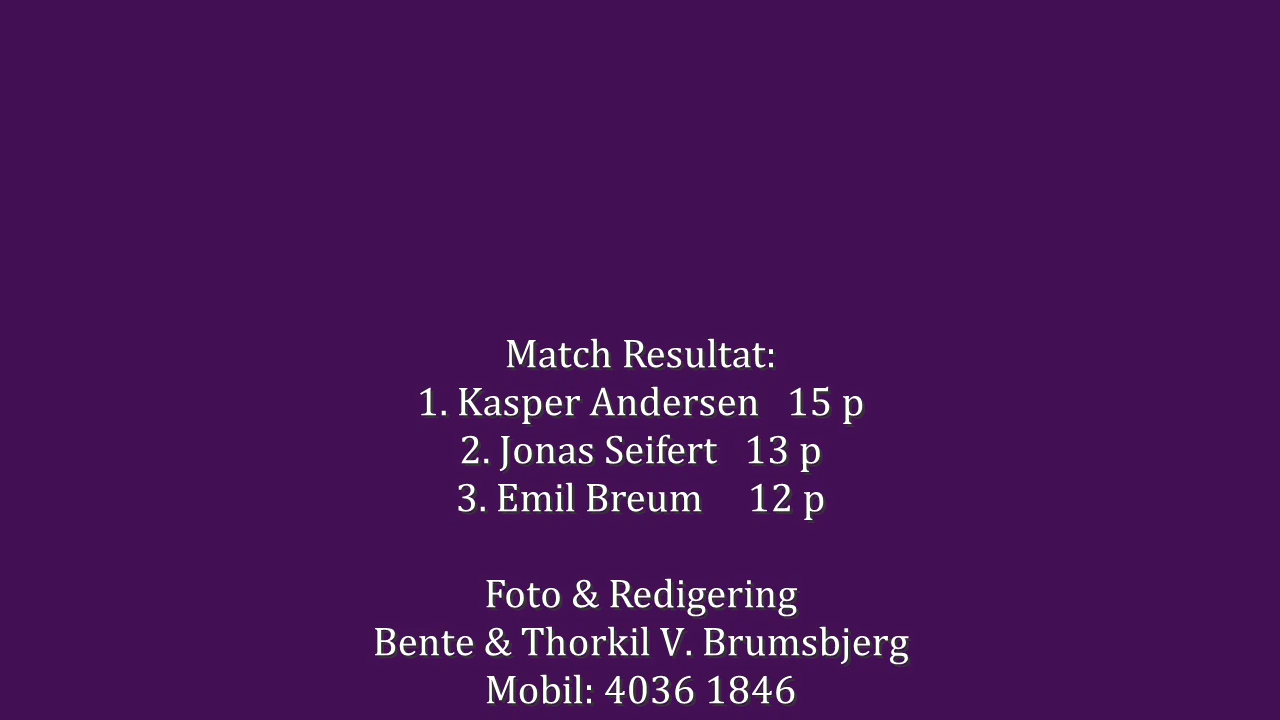 Match Resultat:
1. Kasper Andersen 15 p
2. Jonas Seifert 13 p
3. Emil Breum 12 p
Foto & Redigering
Bente & Thorkil V. Brumsbjerg
Mobil: 4036 1846